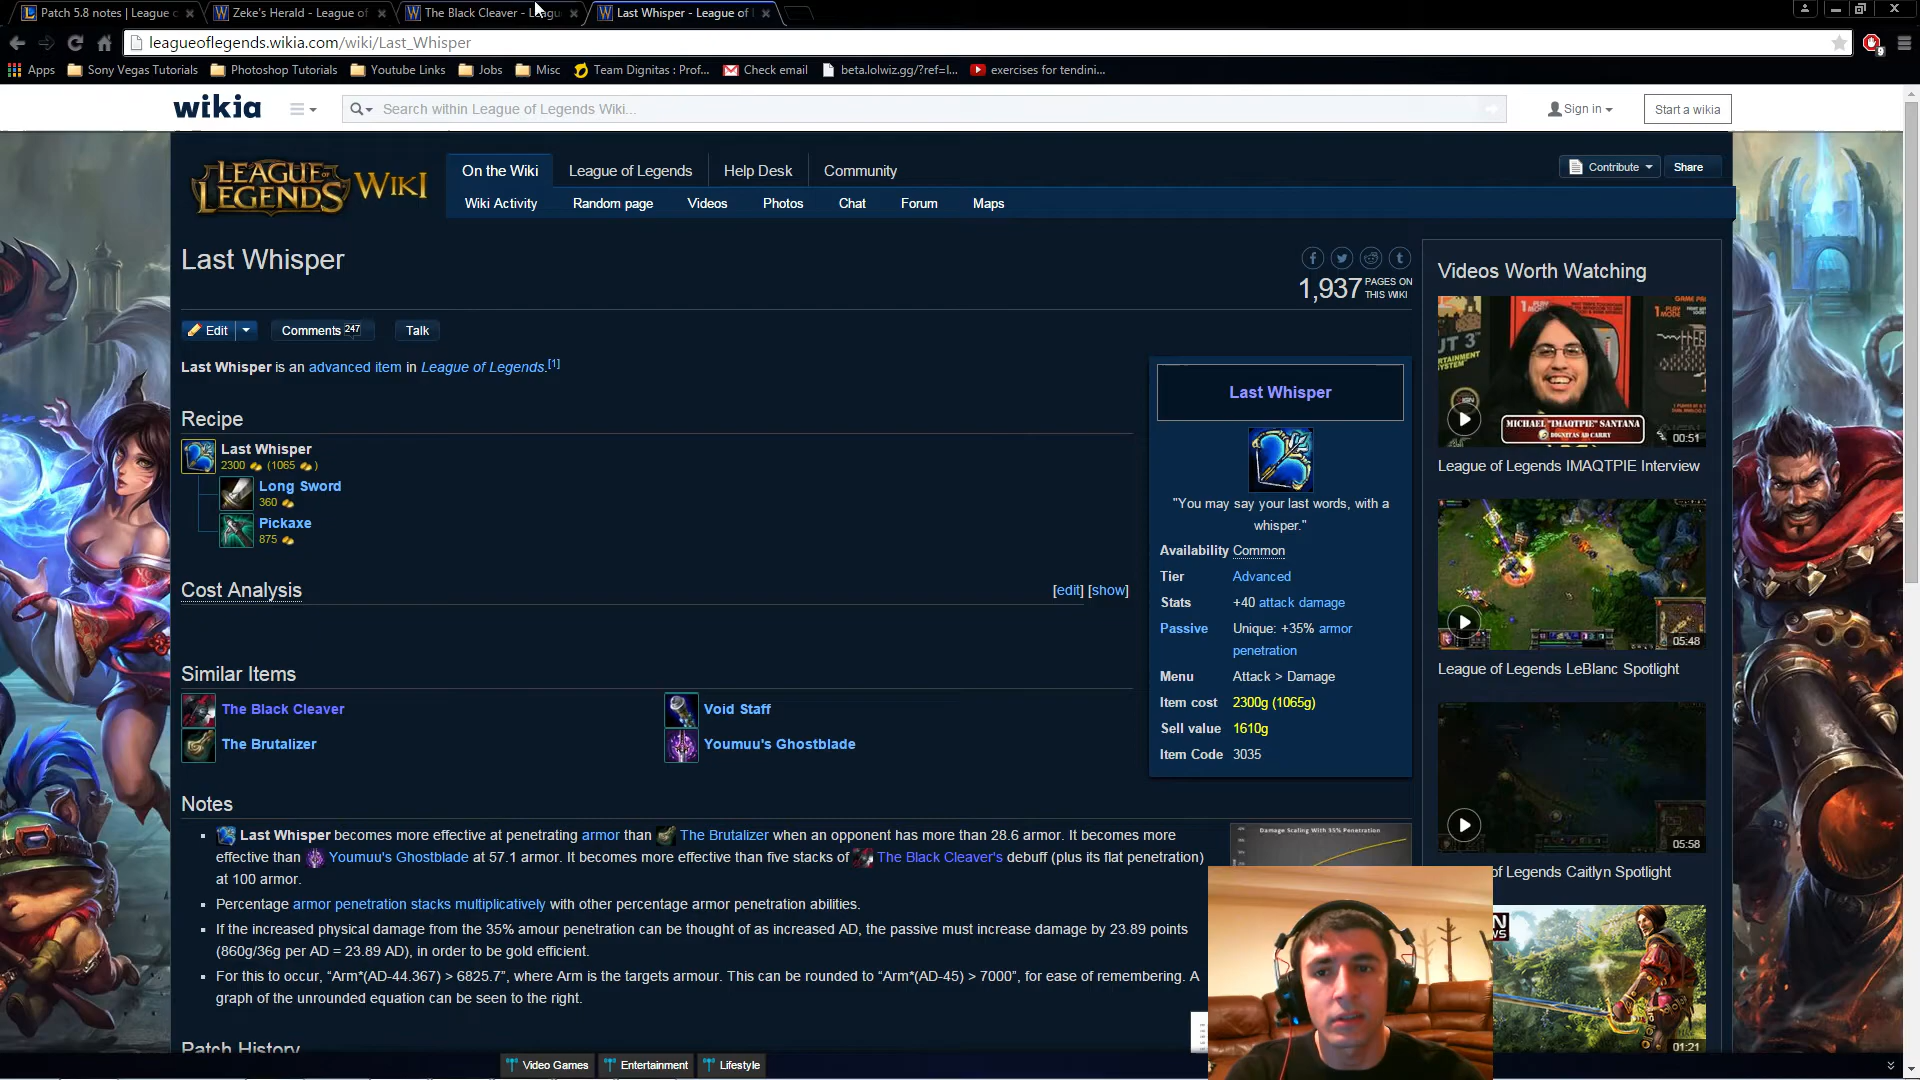 Patch 5.8 notes | League
Zeke's Herald - League of
The Black Cleaver - Leagu
Last Whisper - League of
leagueoflegends.wikia.com/wiki/Last_Whisper
9
Apps
Sony Vegas Tutorials
Photoshop Tutorials
Youtube Links
Jobs
Misc
Team Dignitas : Prof...
Check email
beta.lolwiz.gg/?ref=l...
exercises for tendini...
wikia
Search within League of Legends Wiki...
Sign in
Start a wikia
LEAGUE of LEGENDS WIKI
On the Wiki
League of Legends
Help Desk
Community
Contribute
Share
Wiki Activity
Random page
Videos
Photos
Chat
Forum
Maps
Last Whisper
1,937 PAGES ON
THIS WIKI
Edit
Comments 247
Talk
Last Whisper is an advanced item in League of Legends.[1]
Recipe
Last Whisper
2300 (1065 )
Long Sword
360
Pickaxe
875
Cost Analysis
[edit] [show]
Similar Items
The Black Cleaver
Void Staff
The Brutalizer
Youmuu's Ghostblade
Notes
Last Whisper becomes more effective at penetrating armor than The Brutalizer when an opponent has more than 28.6 armor. It becomes more
effective than Youmuu's Ghostblade at 57.1 armor. It becomes more effective than five stacks of The Black Cleaver's debuff (plus its flat penetration)
at 100 armor.
Percentage armor penetration stacks multiplicatively with other percentage armor penetration abilities.
If the increased physical damage from the 35% amour penetration can be thought of as increased AD, the passive must increase damage by 23.89 points
(860g/36g per AD = 23.89 AD), in order to be gold efficient.
For this to occur, “Arm*(AD-44.367) > 6825.7”, where Arm is the targets armour. This can be rounded to “Arm*(AD-45) > 7000”, for ease of remembering. A
graph of the unrounded equation can be seen to the right.
Patch History
Last Whisper
"You may say your last words, with a
whisper."
Availability Common
Tier Advanced
Stats +40 attack damage
Passive Unique: +35% armor
penetration
Menu Attack > Damage
Item cost 2300g (1065g)
Sell value 1610g
Item Code 3035
Damage Scaling With 35% Penetration
Videos Worth Watching
MICHAEL "IMAQTPIE" SANTANA
DIGNITAS AD CARRY
00:51
League of Legends IMAQTPIE Interview
05:48
League of Legends LeBlanc Spotlight
05:58
of Legends Caitlyn Spotlight
01:21
Video Games
Entertainment
Lifestyle